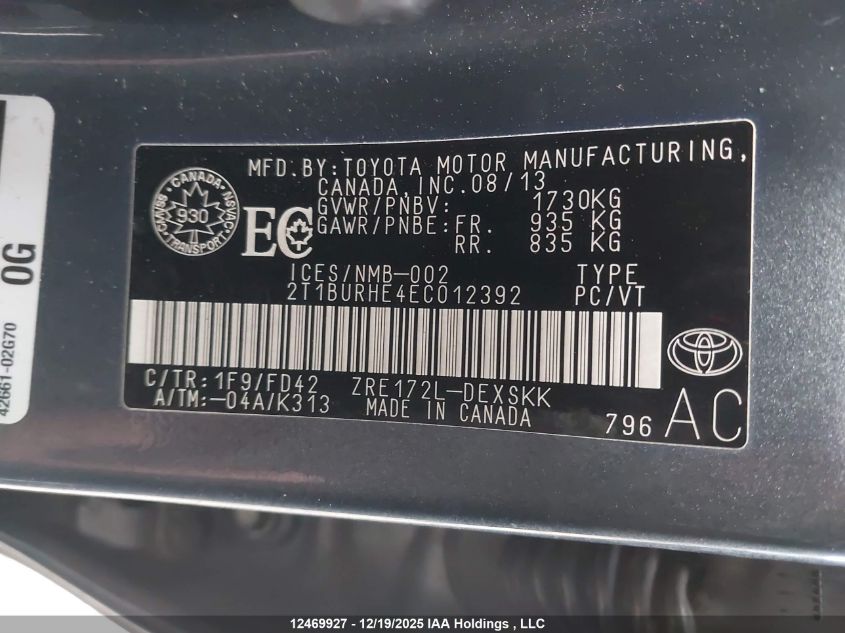 MFD.BY:TOYOTA MOTOR MANUFACTURING,
CANADA, INC.08/13
GVWR/PNBV: 1730KG
GAWR/PNBE:FR. 935 KG
RR. 835 KG
CANADA
CMVSS 930 NSVAC
TRANSPORT
EC
ICES/NMB-002 TYPE
2T1BURHE4EC012392 PC/VT
C/TR:1F9/FD42 ZRE172L-DEXSKK
A/TM:-04A/K313 MADE IN CANADA
796 AC
0G
42661-02G70
12469927 - 12/19/2025 IAA Holdings , LLC